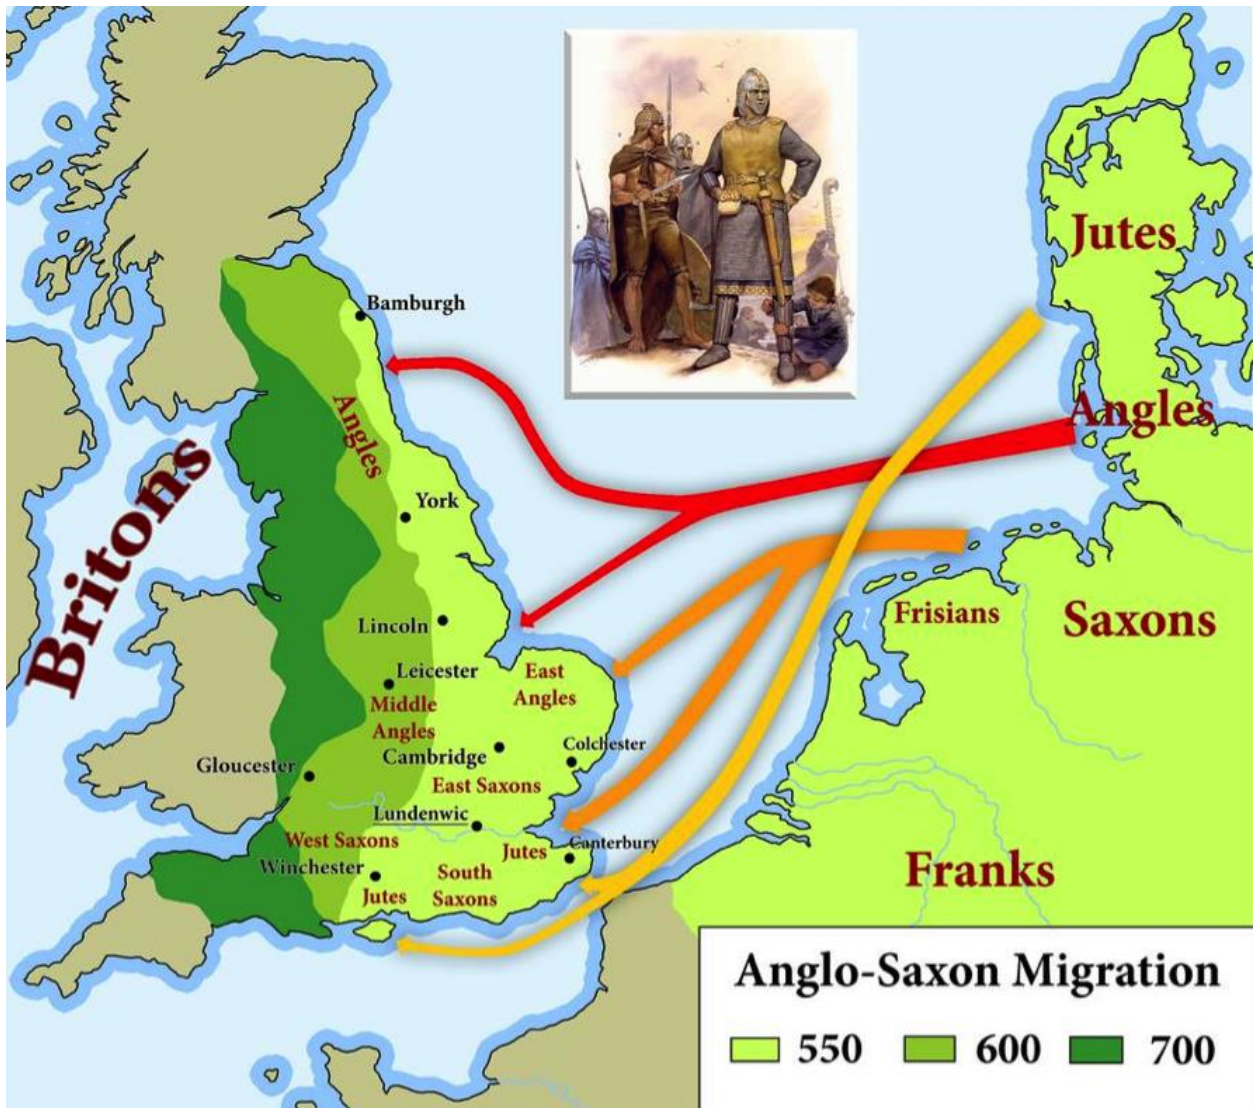 Bamburgh
Jutes
Angles
Angles
Britons
York
Lincoln
Frisians
Saxons
Leicester
East
Angles
Middle
Angles
Cambridge
Colchester
Gloucester
East Saxons
Lundenwic
West Saxons
Jutes
Canterbury
Winchester
South
Saxons
Jutes
Franks
Anglo-Saxon Migration
550
600
700